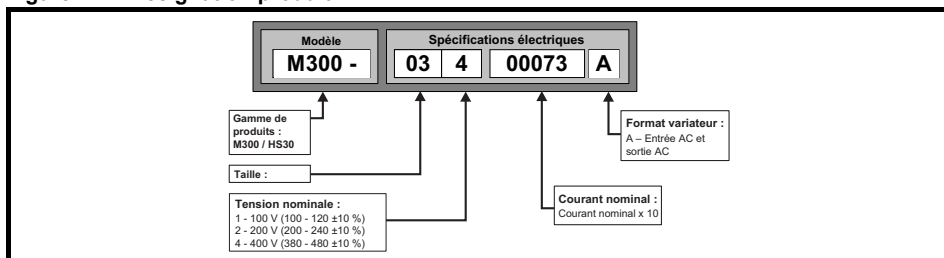 Modèle
Spécifications électriques
M300 -
03 4 00073 A
Gamme de
produits :
M300 / HS30
Taille :
Tension nominale :
1 - 100 V (100 - 120 ±10 %)
2 - 200 V (200 - 240 ±10 %)
4 - 400 V (380 - 480 ±10 %)
Format variateur :
A – Entrée AC et
sortie AC
Courant nominal :
Courant nominal x 10